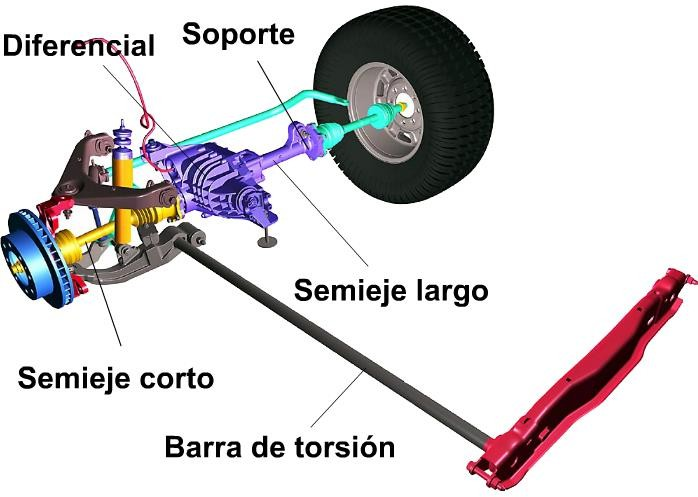 Soporte
Diferencial
Semieje largo
Semieje corto
Barra de torsión